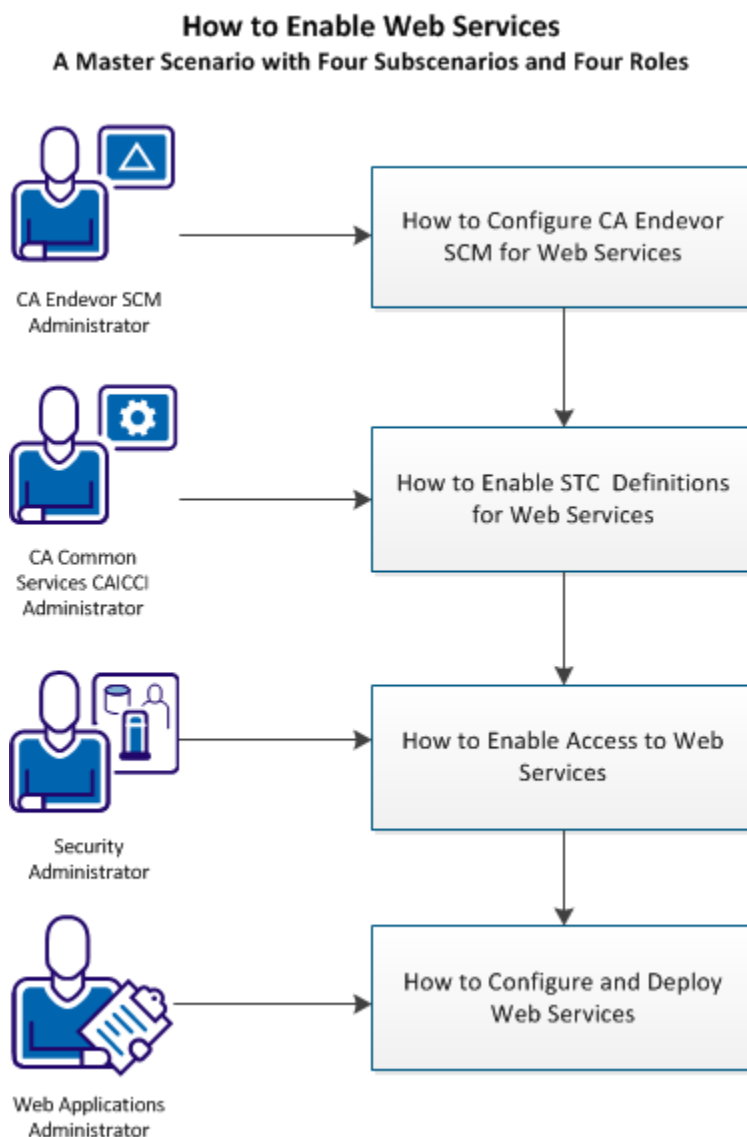 How to Enable Web Services
A Master Scenario with Four Subscenarios and Four Roles
CA Endevor SCM
Administrator
How to Configure CA Endevor
SCM for Web Services
CA Common
Services CAICCI
Administrator
How to Enable STC Definitions
for Web Services
Security
Administrator
How to Enable Access to Web
Services
Web Applications
Administrator
How to Configure and Deploy
Web Services